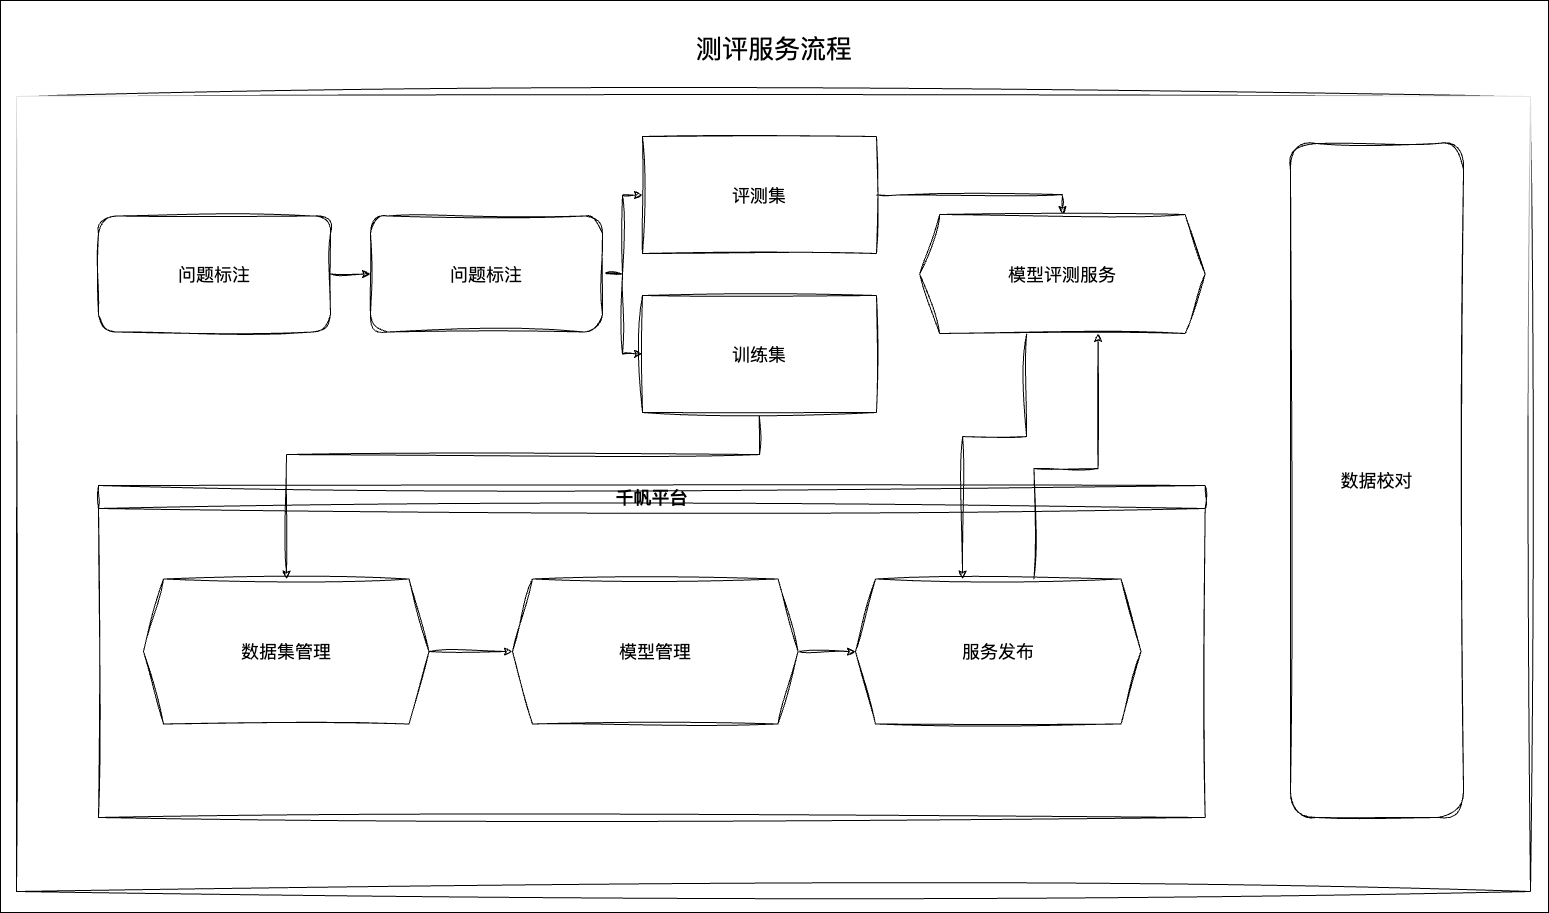 测评服务流程
评测集
问题标注
问题标注
模型评测服务
训练集
数据校对
千帆平台
数据集管理
模型管理
服务发布